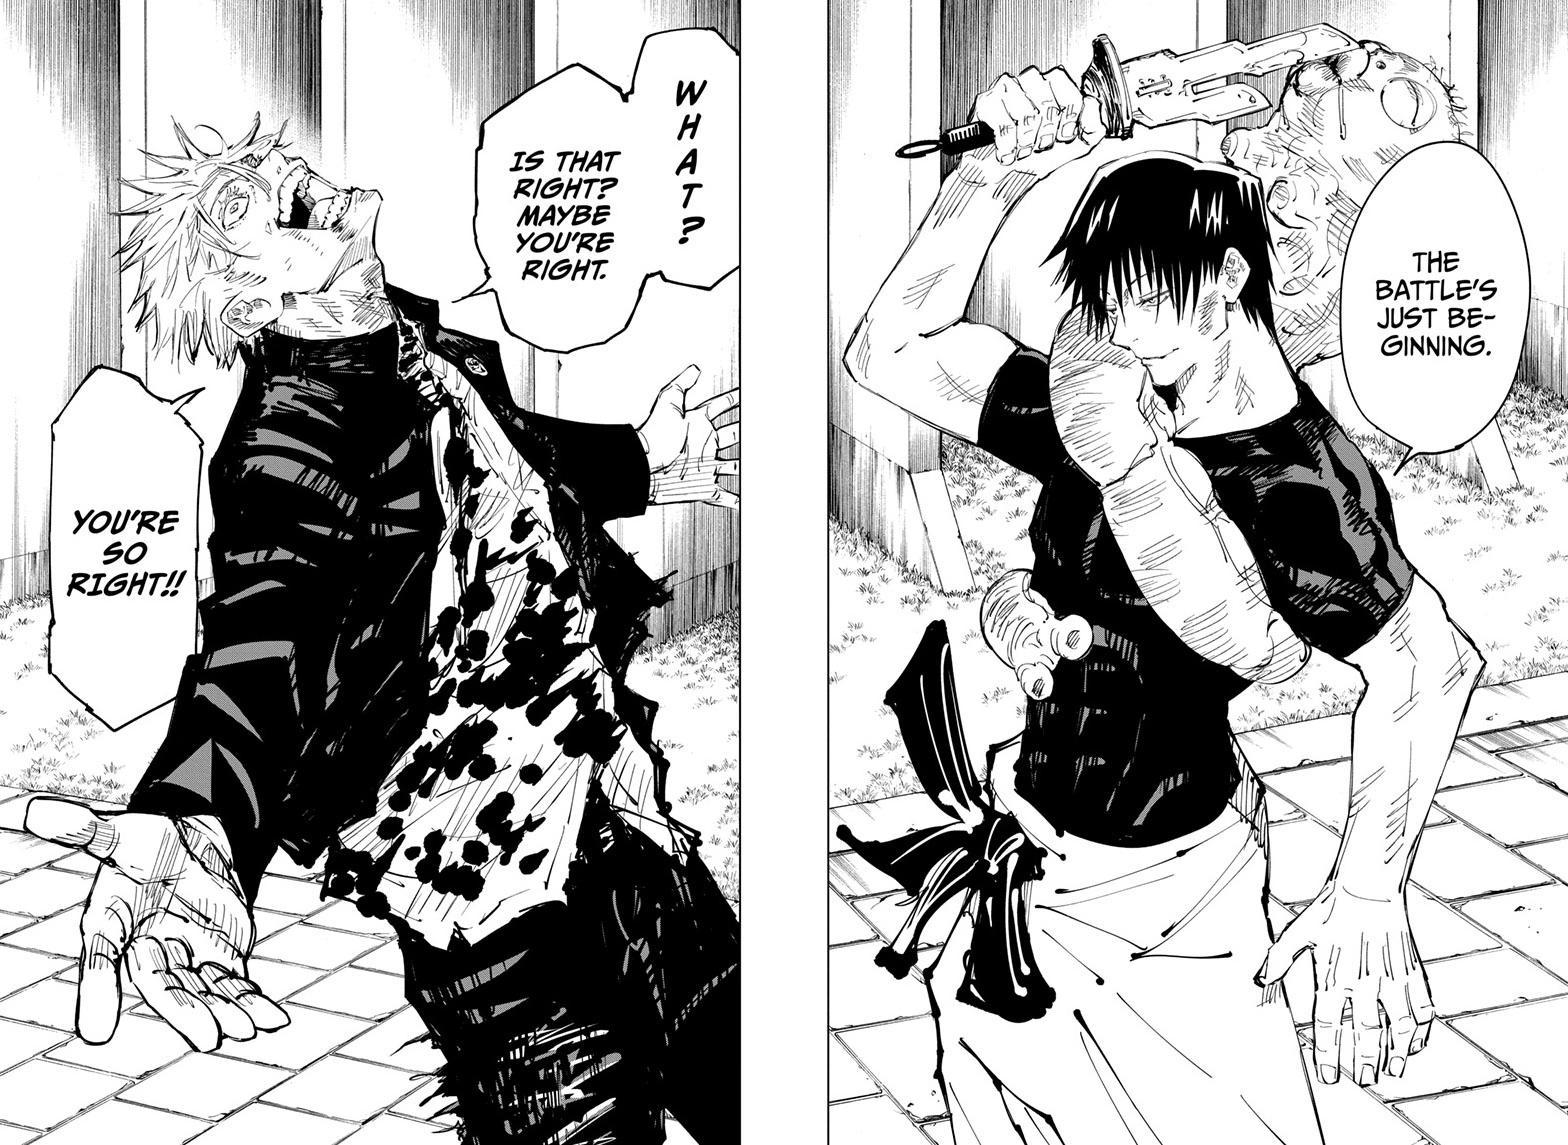 THE
BATTLE'S
JUST BE-
GINNING.
WHAT?
IS THAT
RIGHT?
MAYBE
YOU'RE
RIGHT.
YOU'RE
SO
RIGHT!!